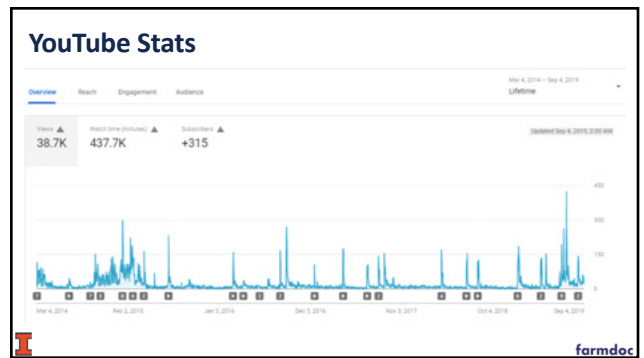 YouTube Stats
Mar 4, 2014 – Sep 4, 2019
Lifetime
Overview Reach Engagement Audience
Views Watch time (minutes) Subscribers
38.7K 437.7K +315
Updated Sep 4, 2019, 2:00 AM
450
300
150
0
Mar 4, 2014 Feb 2, 2015 Jan 3, 2016 Dec 3, 2016 Nov 3, 2017 Oct 4, 2018 Sep 4, 2019
I farmdoc